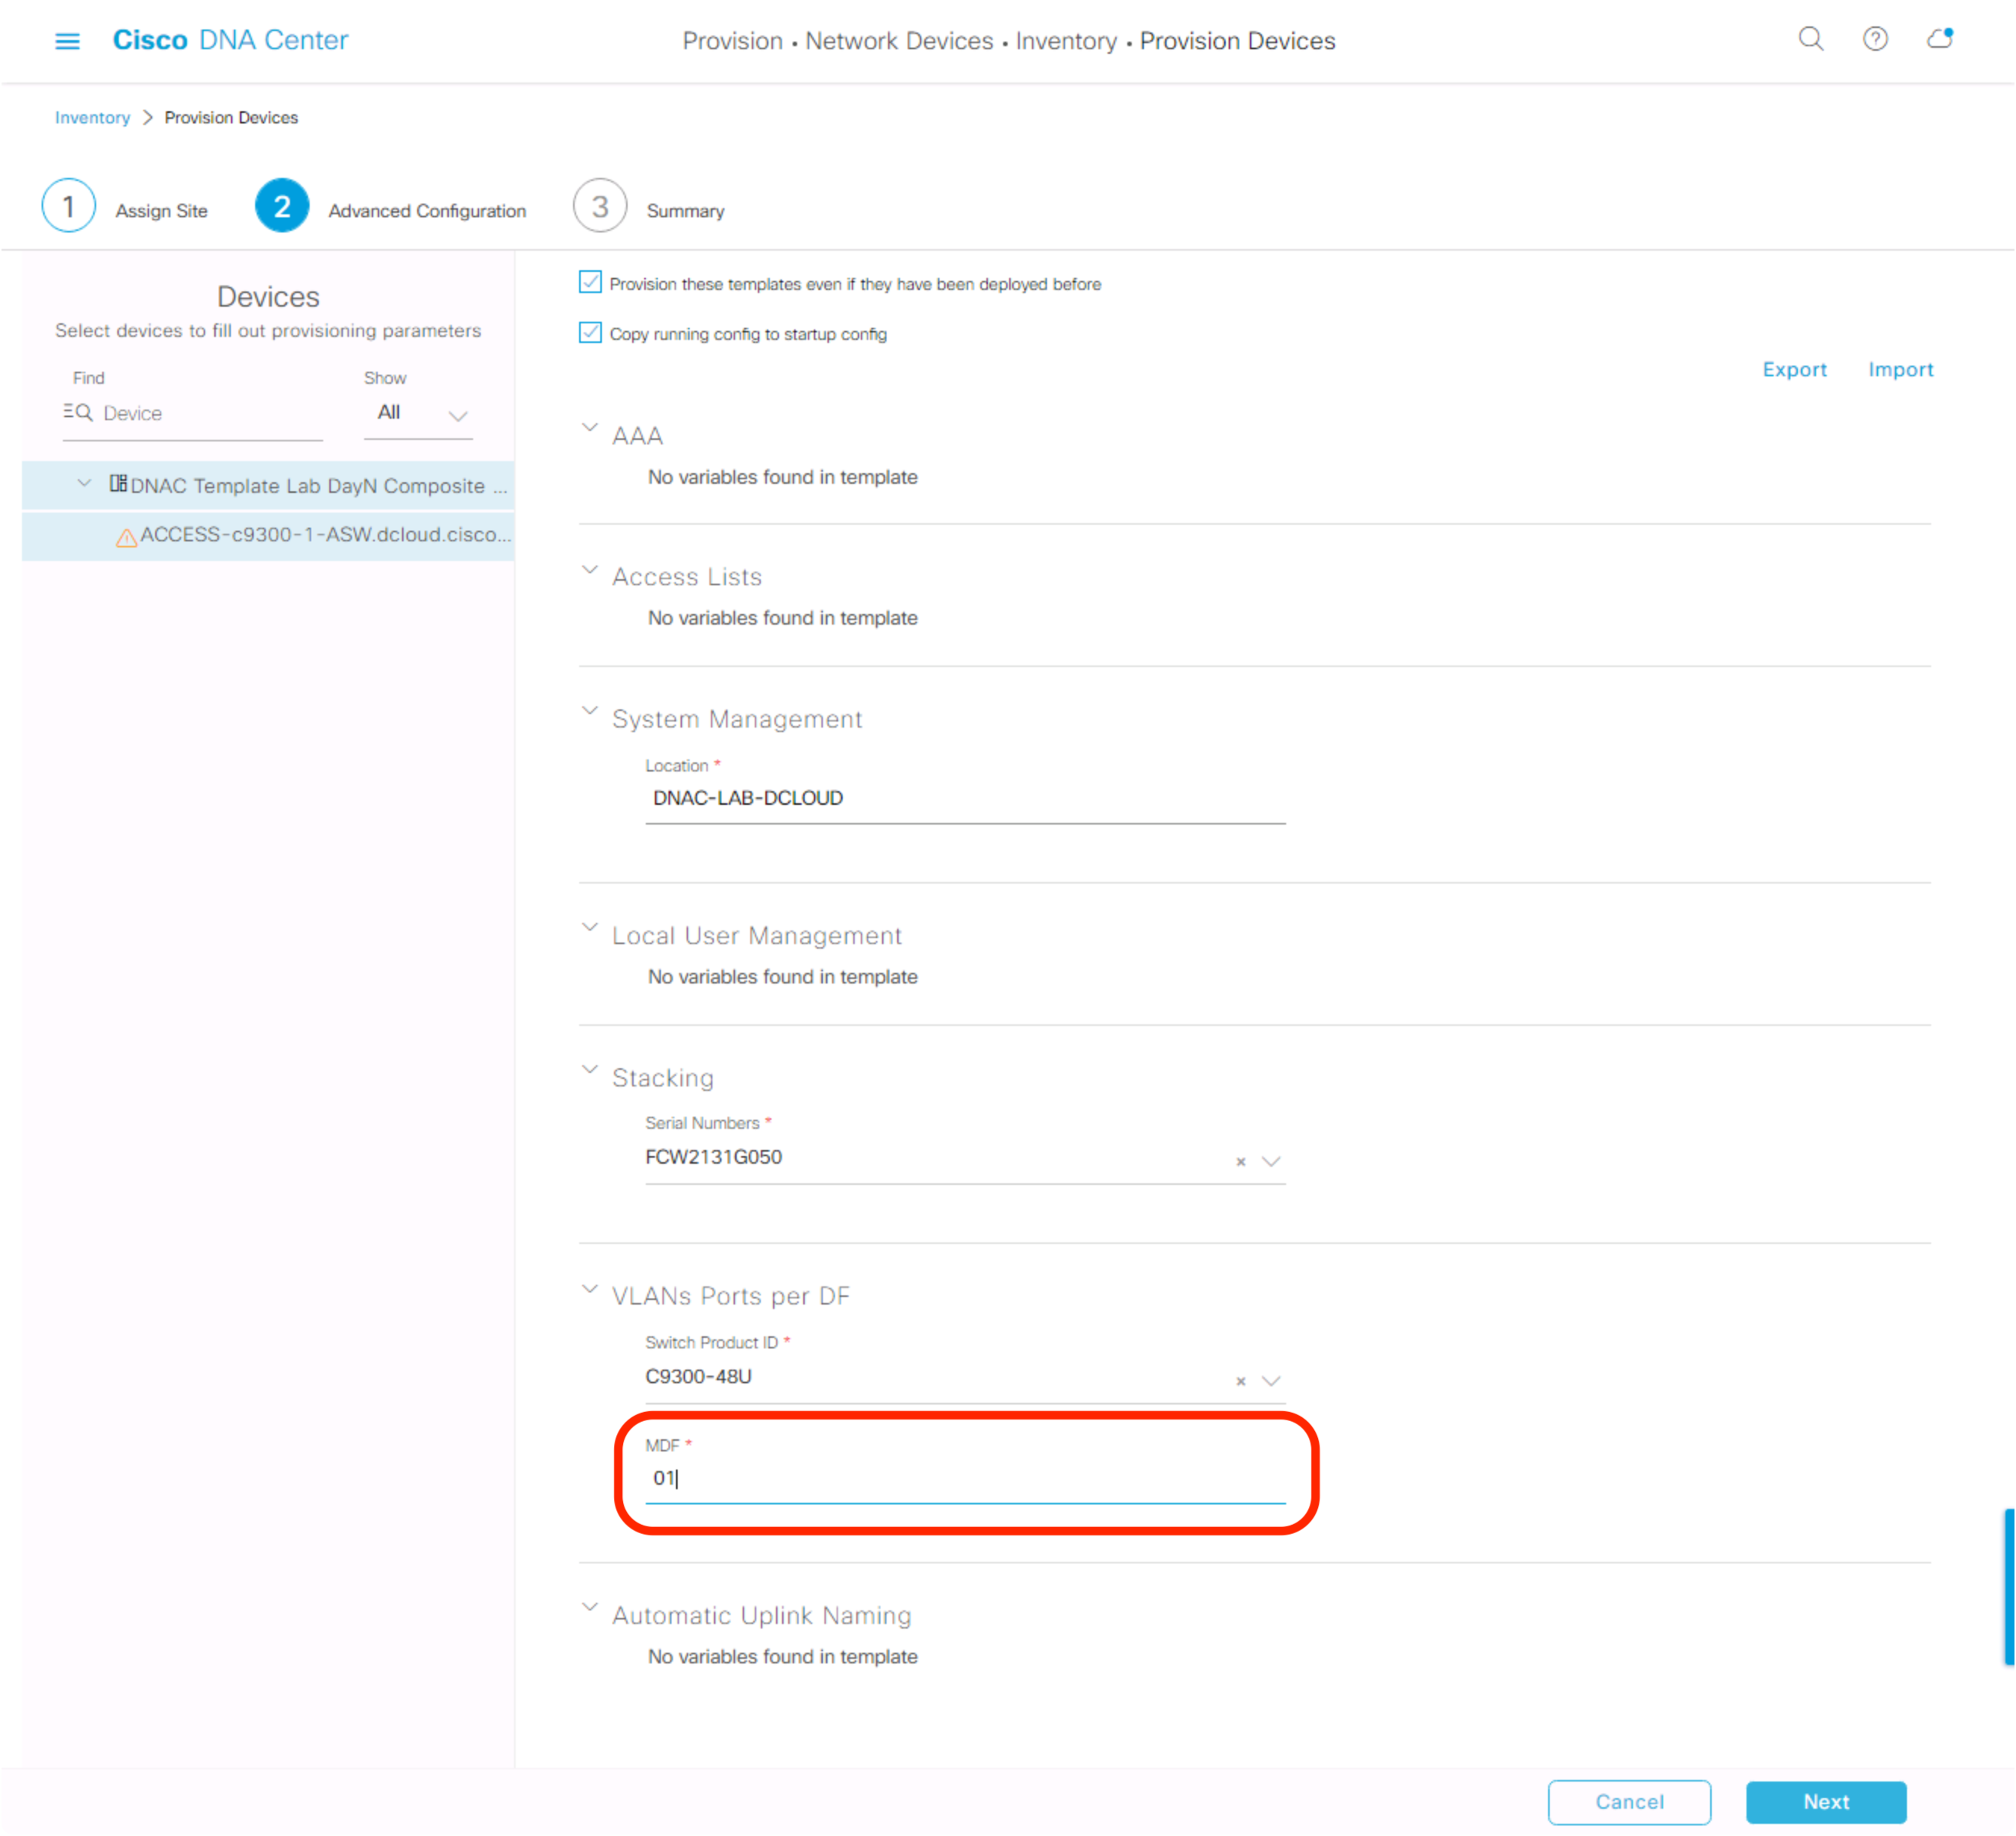 Cisco DNA Center
Provision • Network Devices • Inventory • Provision Devices
Inventory > Provision Devices
1 Assign Site
2 Advanced Configuration
3 Summary
Devices
Select devices to fill out provisioning parameters
Find
Show
Device
All
DNAC Template Lab DayN Composite ...
ACCESS-c9300-1-ASW.dcloud.cisco...
Provision these templates even if they have been deployed before
Copy running config to startup config
Export
Import
AAA
No variables found in template
Access Lists
No variables found in template
System Management
Location *
DNAC-LAB-DCLOUD
Local User Management
No variables found in template
Stacking
Serial Numbers *
FCW2131G050
VLANs Ports per DF
Switch Product ID *
C9300-48U
MDF *
01
Automatic Uplink Naming
No variables found in template
Cancel
Next